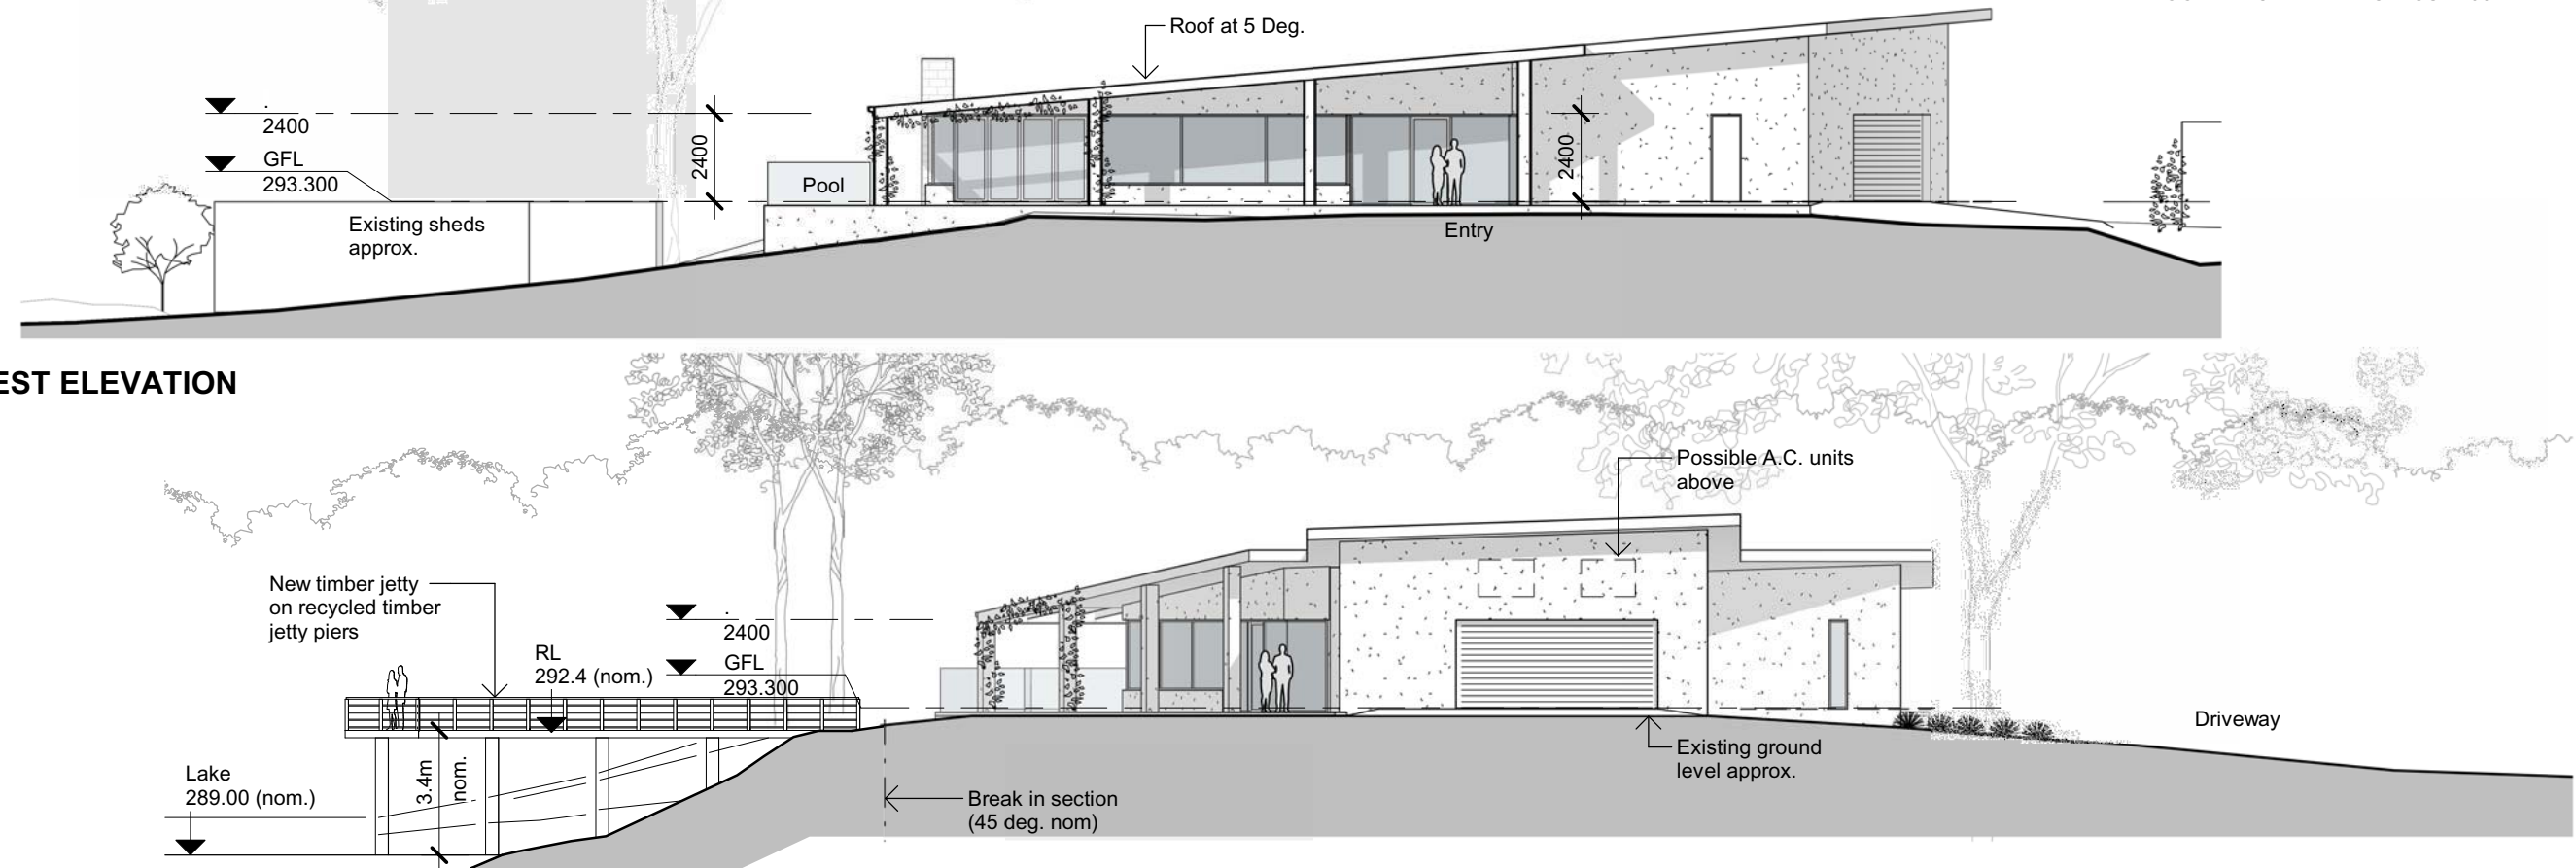 Roof at 5 Deg.
.
2400
GFL
293.300
2400
Pool
2400
Existing sheds
approx.
Entry
EST ELEVATION
Possible A.C. units
above
New timber jetty
on recycled timber
jetty piers
.
2400
RL
292.4 (nom.)
GFL
293.300
Driveway
Existing ground
level approx.
Lake
289.00 (nom.)
3.4m
nom.
Break in section
(45 deg. nom)